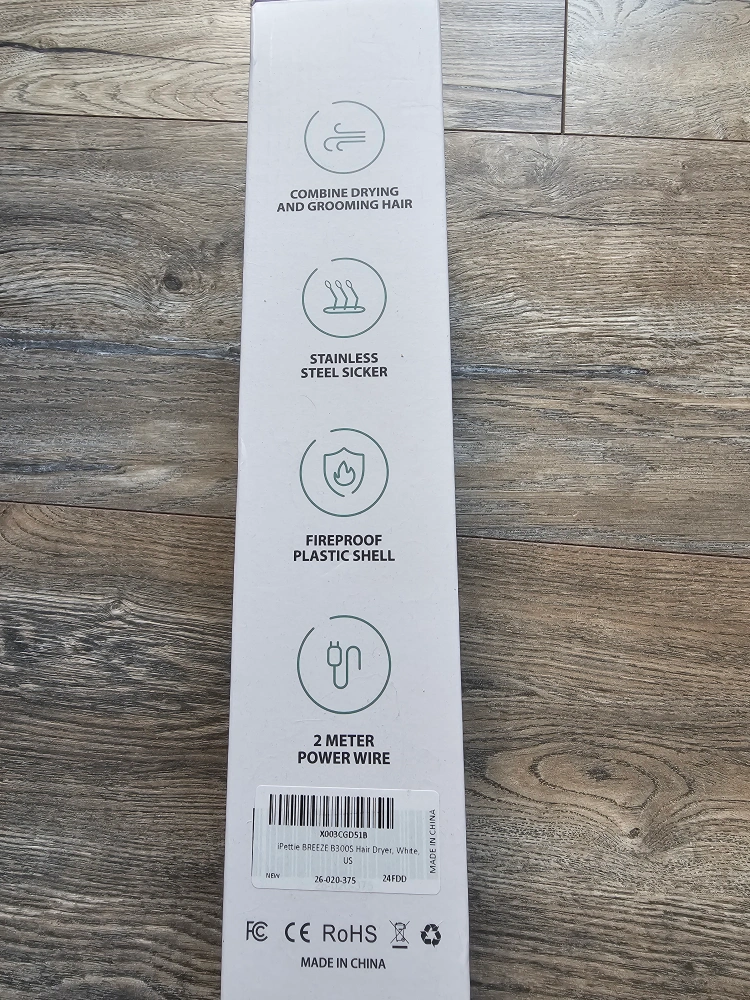 COMBINE DRYING
AND GROOMING HAIR
STAINLESS
STEEL SICKER
FIREPROOF
PLASTIC SHELL
2 METER
POWER WIRE
X003CGD51B
iPettie BREEZE B300S Hair Dryer, White,
US
NEW
26-020-375
24FDD
MADE IN CHINA
FC CE RoHS
MADE IN CHINA